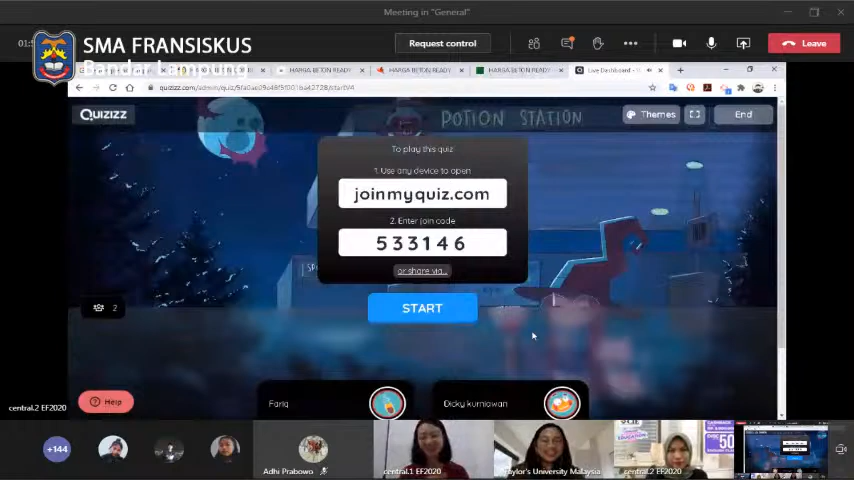 Meeting in "General"
SMA FRANSISKUS
Bandar Lampung
Request control
Leave
HARGA BETON READY
HARGA BETON READY
HARGA BETON READY
Live Dashboard -
QUIZIZZ
POTION STATION
Themes
End
To play this quiz
1. Use any device to open
joinmyquiz.com
2. Enter join code
533146
or share via...
START
2
Help
Fariq
Dicky kurniawan
central.2 EF2020
+144
Adhi Prabowo
central.1 EF2020
Taylor's University Malaysia
central.2 EF2020